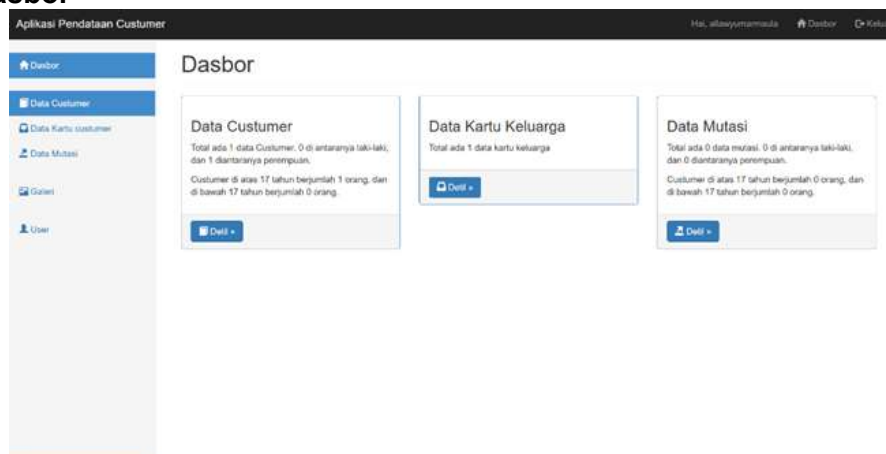 Aplikasi Pendataan Custumer
Hai, allawyumarmaula
Dasbor
Dasbor
Data Custumer
Data Kartu custumer
Data Mutasi
Galeri
User
Dasbor
Data Custumer
Total ada 1 data Custumer. 0 di antaranya laki-laki,
dan 1 diantaranya perempuan.
Custumer di atas 17 tahun berjumlah 1 orang, dan
di bawah 17 tahun berjumlah 0 orang.
Detil »
Data Kartu Keluarga
Total ada 1 data kartu keluarga
Detil »
Data Mutasi
Total ada 0 data mutasi. 0 di antaranya laki-laki,
dan 0 diantaranya perempuan.
Custumer di atas 17 tahun berjumlah 0 orang, dan
di bawah 17 tahun berjumlah 0 orang.
Detil »